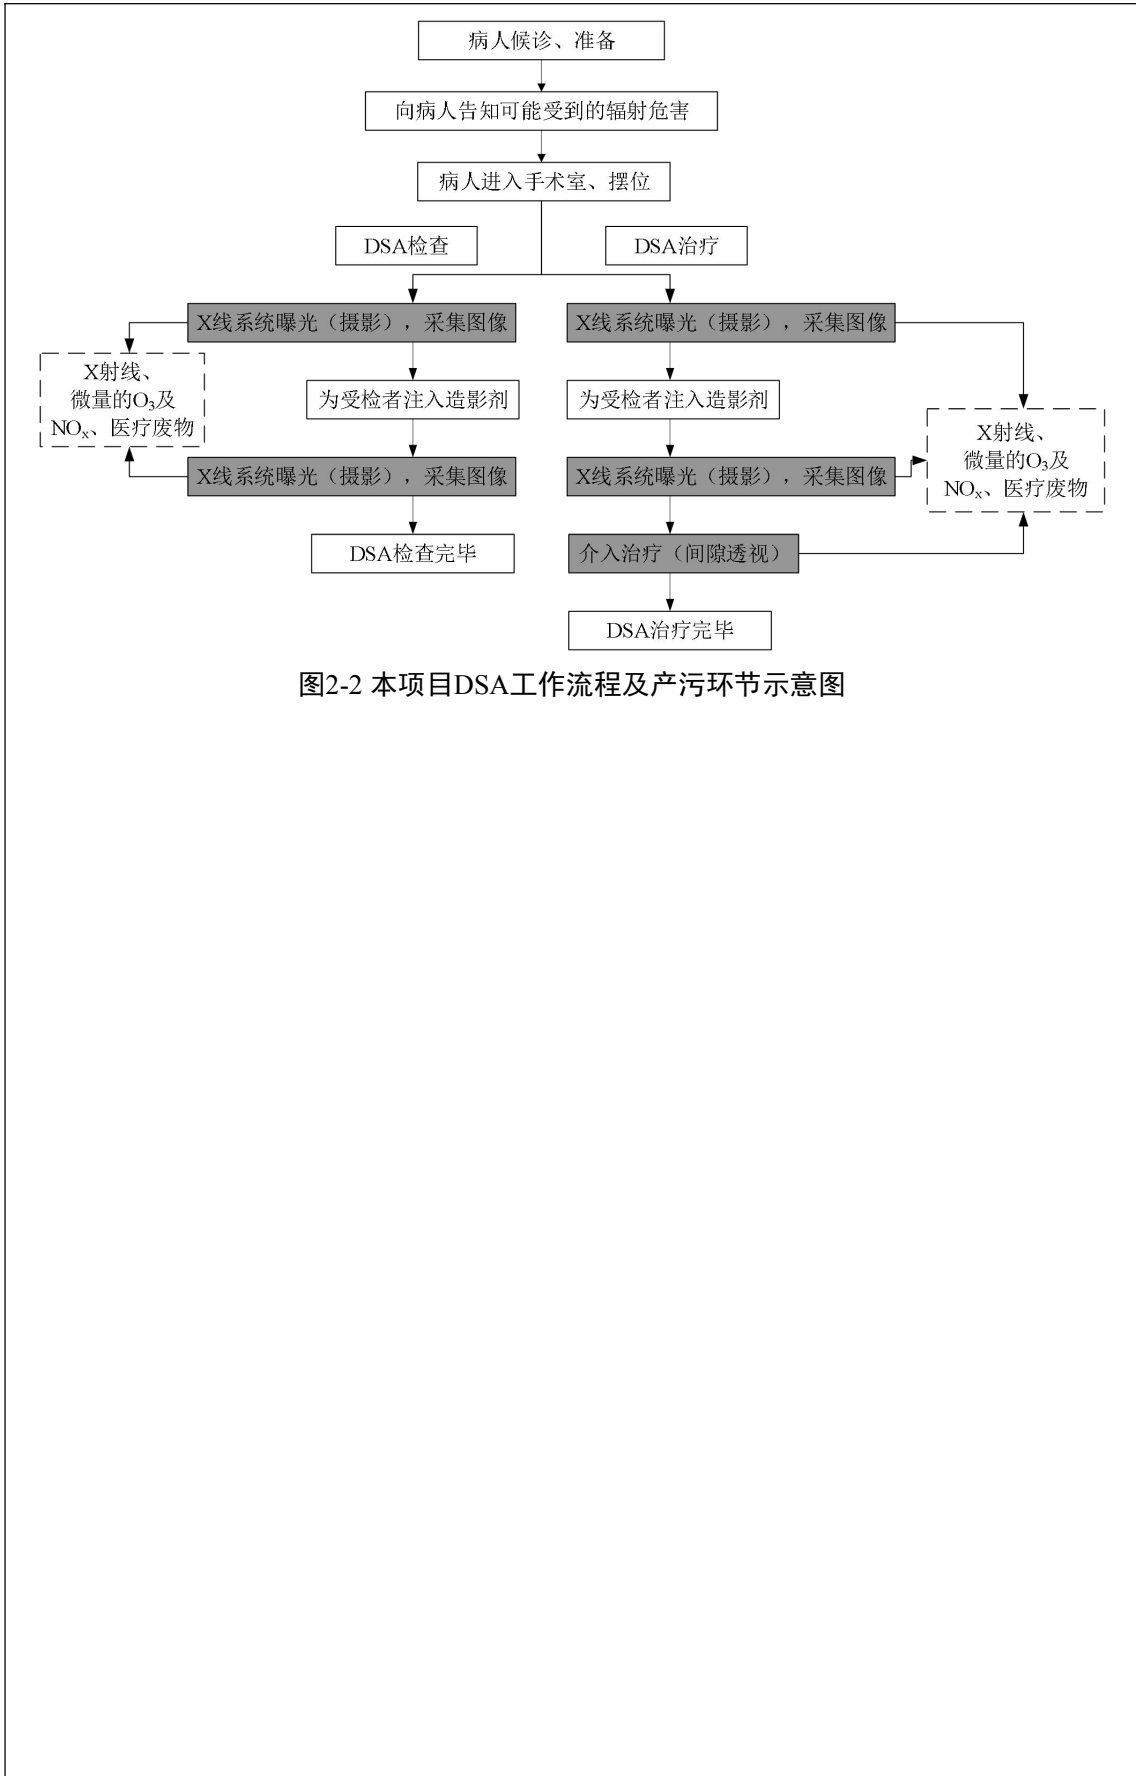 病人候诊、准备
向病人告知可能受到的辐射危害
病人进入手术室、摆位
DSA检查
DSA治疗
X线系统曝光（摄影），采集图像
X线系统曝光（摄影），采集图像
X射线、
微量的O₃及
NOₓ、医疗废物
为受检者注入造影剂
为受检者注入造影剂
X射线、
微量的O₃及
NOₓ、医疗废物
X线系统曝光（摄影），采集图像
X线系统曝光（摄影），采集图像
DSA检查完毕
介入治疗（间隙透视）
DSA治疗完毕
图2-2 本项目DSA工作流程及产污环节示意图